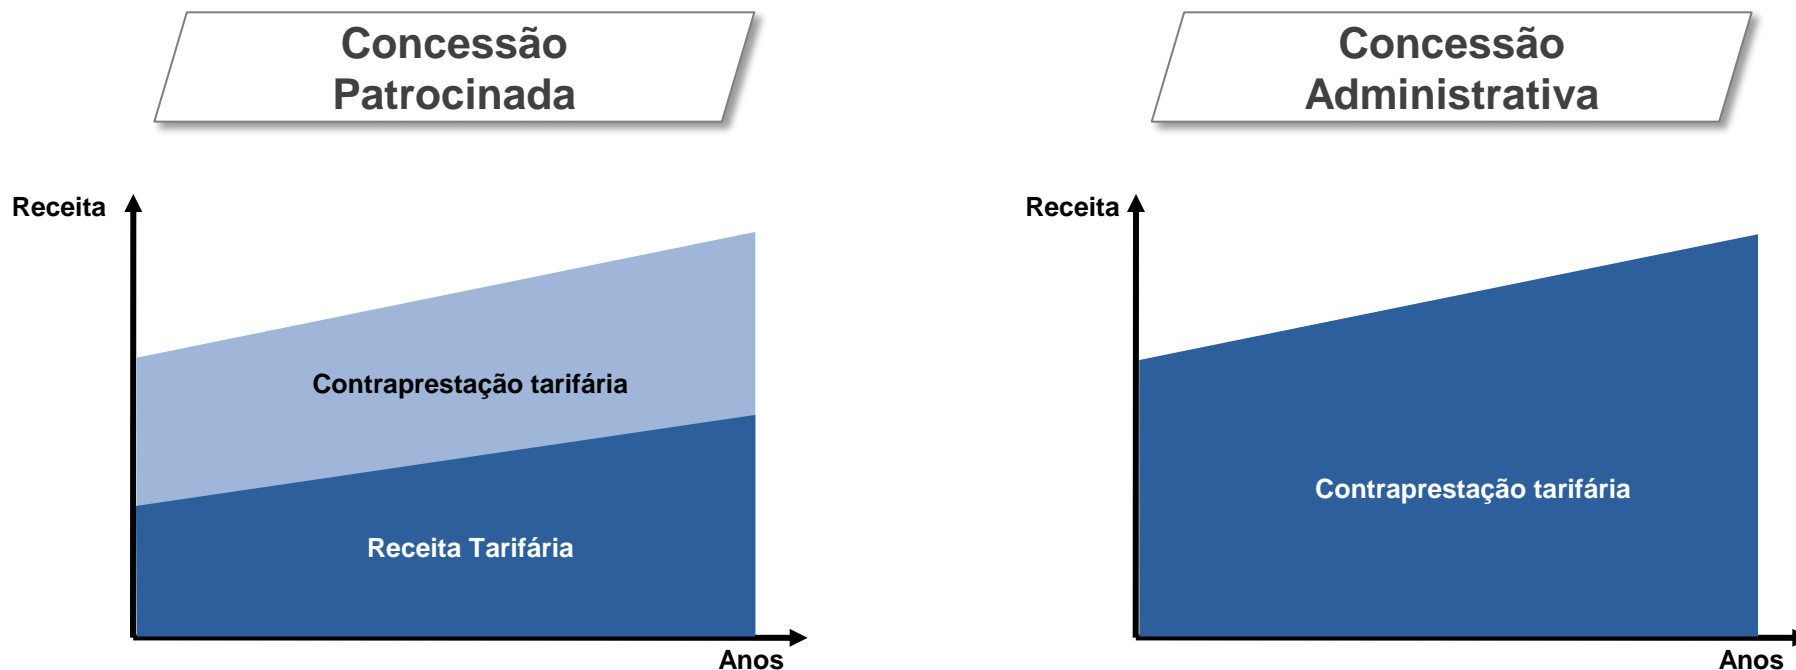 Concessão
Patrocinada
Receita
Contraprestação tarifária
Receita Tarifária
Anos
Concessão
Administrativa
Receita
Contraprestação tarifária
Anos